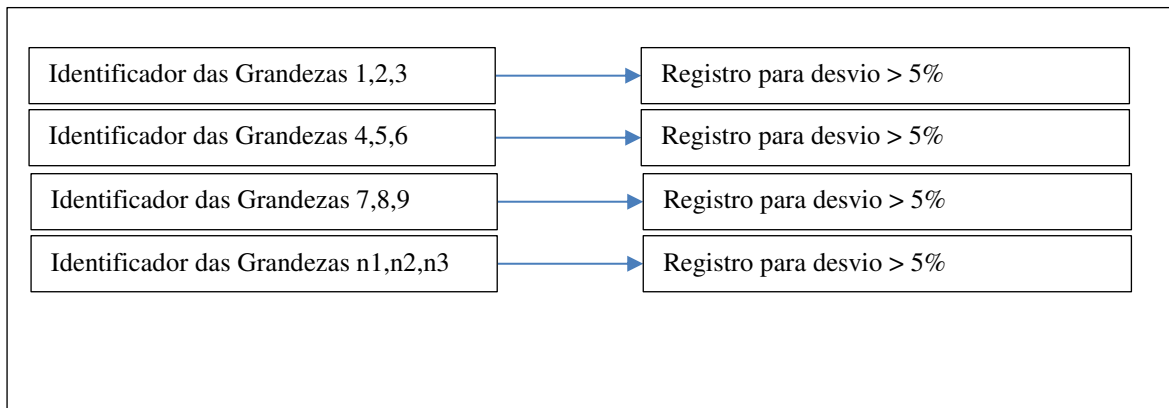 Identificador das Grandezas 1,2,3
Registro para desvio > 5%
Identificador das Grandezas 4,5,6
Registro para desvio > 5%
Identificador das Grandezas 7,8,9
Registro para desvio > 5%
Identificador das Grandezas n1,n2,n3
Registro para desvio > 5%